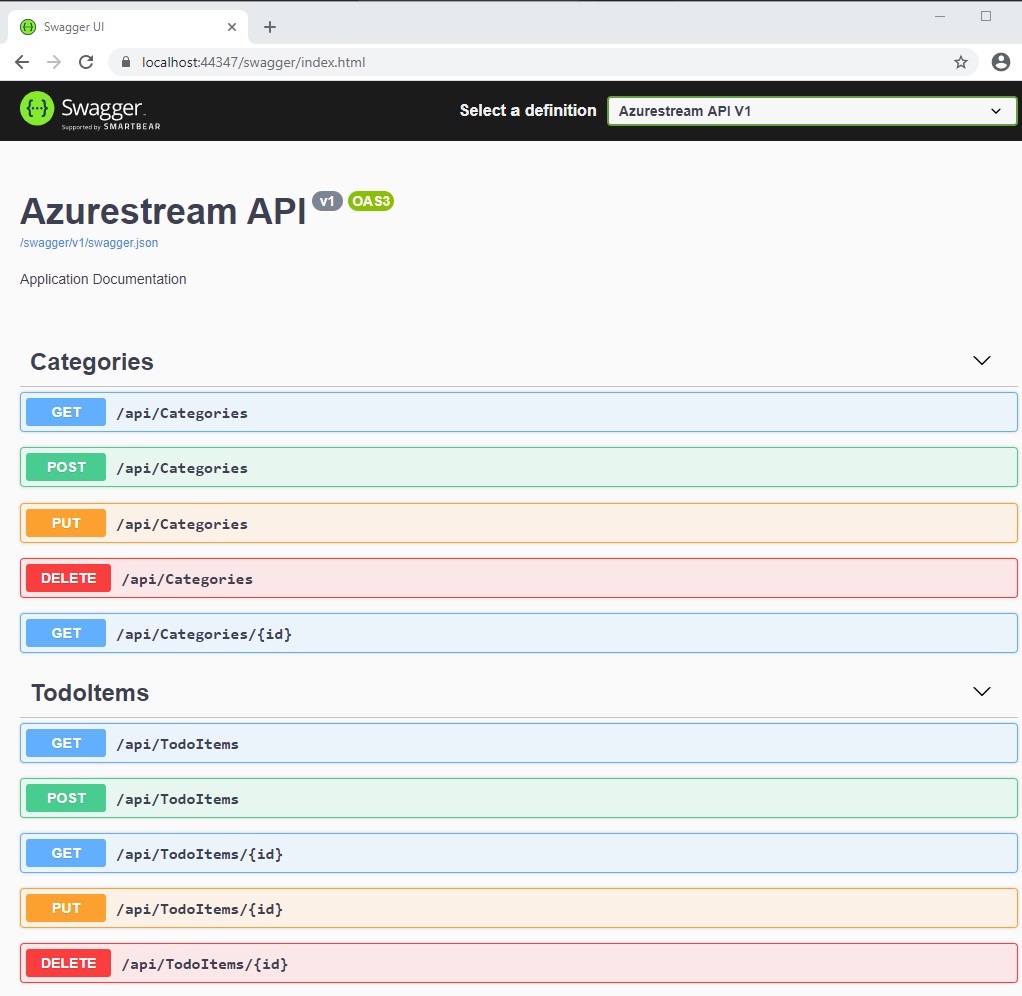 Swagger UI
localhost:44347/swagger/index.html
Swagger
Supported by SMARTBEAR
Select a definition
Azurestream API V1
Azurestream API v1 OAS3
/swagger/v1/swagger.json
Application Documentation
Categories
GET /api/Categories
POST /api/Categories
PUT /api/Categories
DELETE /api/Categories
GET /api/Categories/{id}
TodoItems
GET /api/TodoItems
POST /api/TodoItems
GET /api/TodoItems/{id}
PUT /api/TodoItems/{id}
DELETE /api/TodoItems/{id}